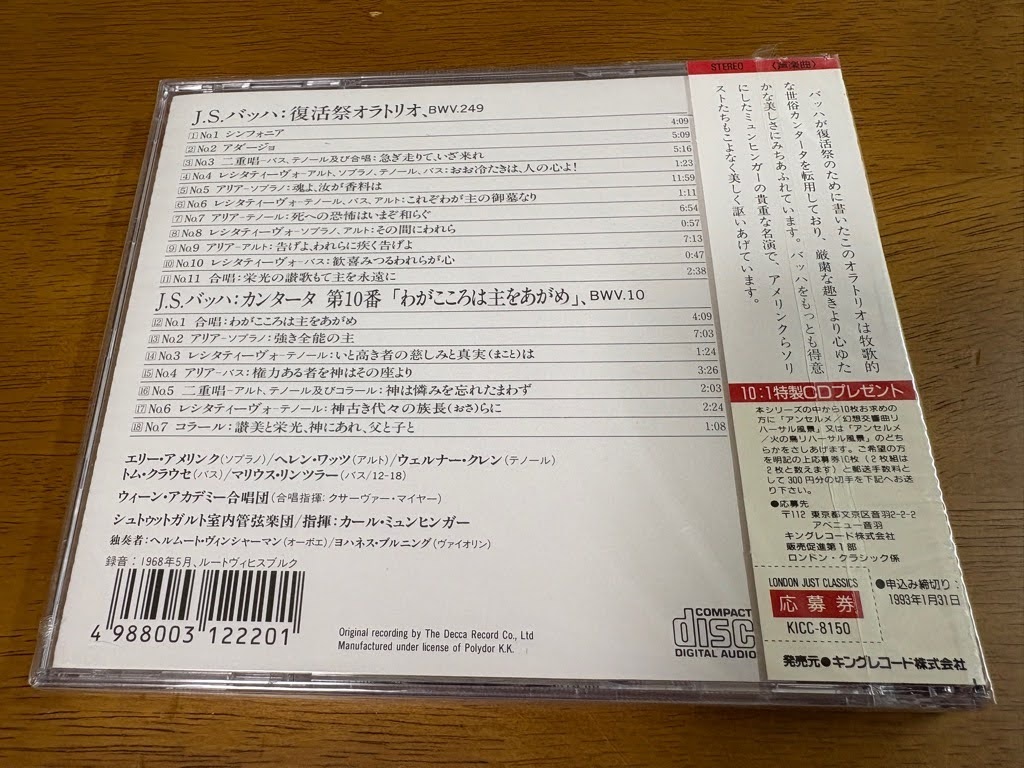 J.S.バッハ：復活祭オラトリオ、BWV.249
1 No.1 シンフォニア 4:09
2 No.2 アダージョ 5:09
3 No.3 二重唱－バス、テノール及び合唱：急ぎ走りて、いざ来れ 5:16
4 No.4 レシタティーヴォ－アルト、ソプラノ、テノール、バス：おお冷たきは、人の心よ！ 1:23
5 No.5 アリア－ソプラノ：魂よ、汝が香料は 11:59
6 No.6 レシタティーヴォ－テノール、バス、アルト：これぞわが主の御墓なり 1:11
7 No.7 アリア－テノール：死への恐怖はいまぞ和らぐ 6:54
8 No.8 レシタティーヴォ－ソプラノ、アルト：その間にわれら 0:57
9 No.9 アリア－アルト：告げよ、われらに疾く告げよ 7:13
10 No.10 レシタティーヴォ－バス：歓喜みつるわれらが心 0:47
11 No.11 合唱：栄光の讃歌もて主を永遠に 2:38
J.S.バッハ：カンタータ 第10番「わがこころは主をあがめ」、BWV.10
12 No.1 合唱：わがこころは主をあがめ 4:09
13 No.2 アリア－ソプラノ：強き全能の主 7:03
14 No.3 レシタティーヴォ－テノール：いと高き者の慈しみと真実（まこと）は 1:24
15 No.4 アリア－バス：権力ある者を神はその座より 3:26
16 No.5 二重唱－アルト、テノール及びコラール：神は憐みを忘れたまわず 2:03
17 No.6 レシタティーヴォ－テノール：神古き代々の族長（おさ）らに 2:24
18 No.7 コラール：讃美と栄光、神にあれ、父と子と 1:08
エリー・アメリンク（ソプラノ）／ヘレン・ワッツ（アルト）／ウェルナー・クレン（テノール）
トム・クラウセ（バス）／マリウス・リンツラー（バス／12-18）
ウィーン・アカデミー合唱団（合唱指揮：クサーヴァー・マイヤー）
シュトゥットガルト室内管弦楽団／指揮：カール・ミュンヒンガー
独奏者：ヘルムート・ヴィンシャーマン（オーボエ）／ヨハネス・ブルニング（ヴァイオリン）
録音：1968年5月、ルートヴィヒスブルク
4 988003 122201
Original recording by The Decca Record Co., Ltd
Manufactured under license of Polydor K.K.
COMPACT
disc
DIGITAL AUDIO
STEREO 〈声楽曲〉
バッハが復活祭のために書いたこのオラトリオは牧歌的
な世俗カンタータを転用しており、厳粛な趣きより心ゆた
かな美しさにみちあふれています。バッハをもっとも得意
にしたミュンヒンガーの貴重な名演で、アメリンクらソリ
ストたちもこよなく美しく謳いあげています。
10：1特製CDプレゼント
本シリーズの中から10枚お求めの
方に「アンセルメ／幻想交響曲リ
ハーサル風景」又は「アンセルメ
／火の鳥リハーサル風景」のどち
らかをさしあげます。ご希望の方
を明記の上応募券10枚（2枚組は
2枚と数えます）と郵送手数料と
して300円分の切手を下記へお送
り下さい。
●応募先
〒112 東京都文京区音羽2-2-2
アベニュー音羽
キングレコード株式会社
販売促進第1部
ロンドン・クラシック係
LONDON JUST CLASSICS
応募券
KICC-8150
●申込み締切り：
1993年1月31日
発売元●キングレコード株式会社